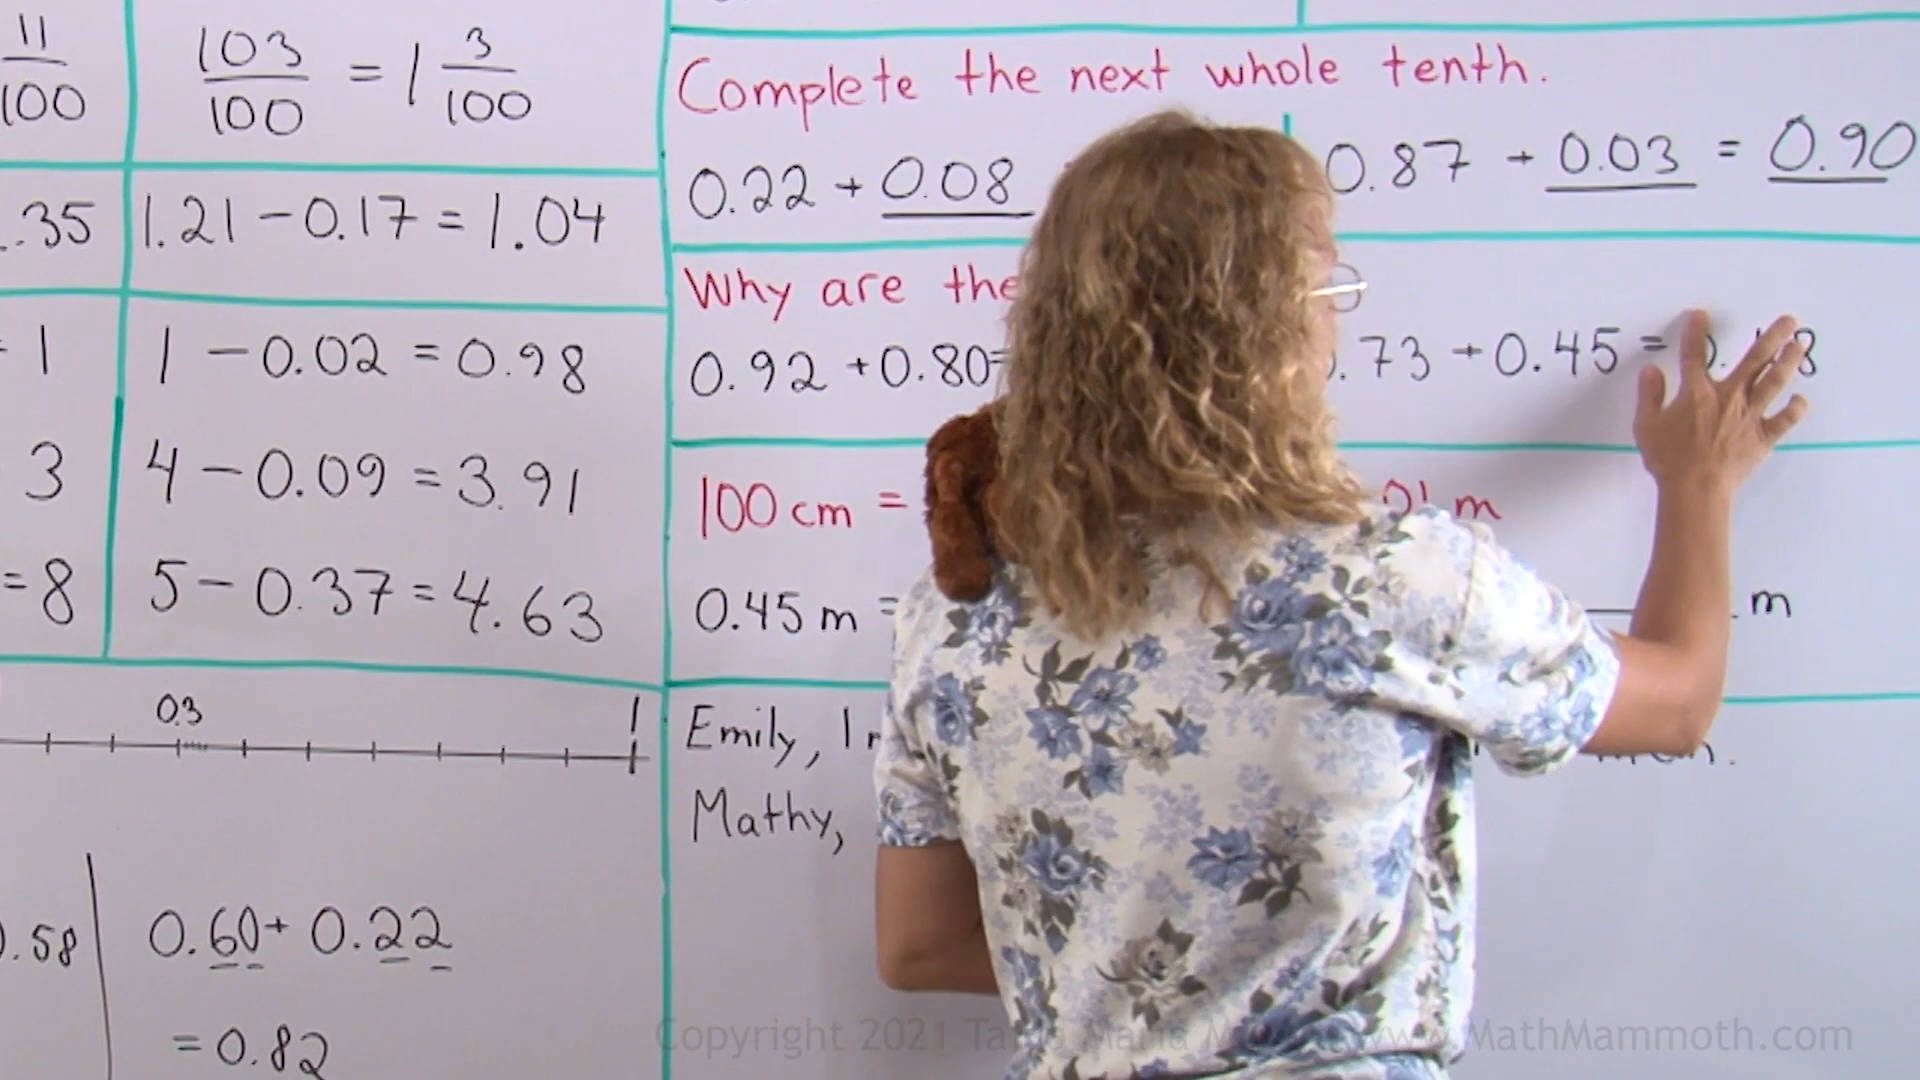 11/100
103/100 = 1 3/100
.35
1.21 - 0.17 = 1.04
1
1 - 0.02 = 0.98
3
4 - 0.09 = 3.91
= 8
5 - 0.37 = 4.63
0.3
1
.58
0.60 + 0.22
= 0.82
Complete the next whole tenth.
0.22 + 0.08
0.87 + 0.03 = 0.90
Why are
0.92 + 0.80 =
.73 + 0.45 =
100 cm =
m
0.45 m =
m
Emily, I
Mathy,
Copyright 2021
www.MathMammoth.com